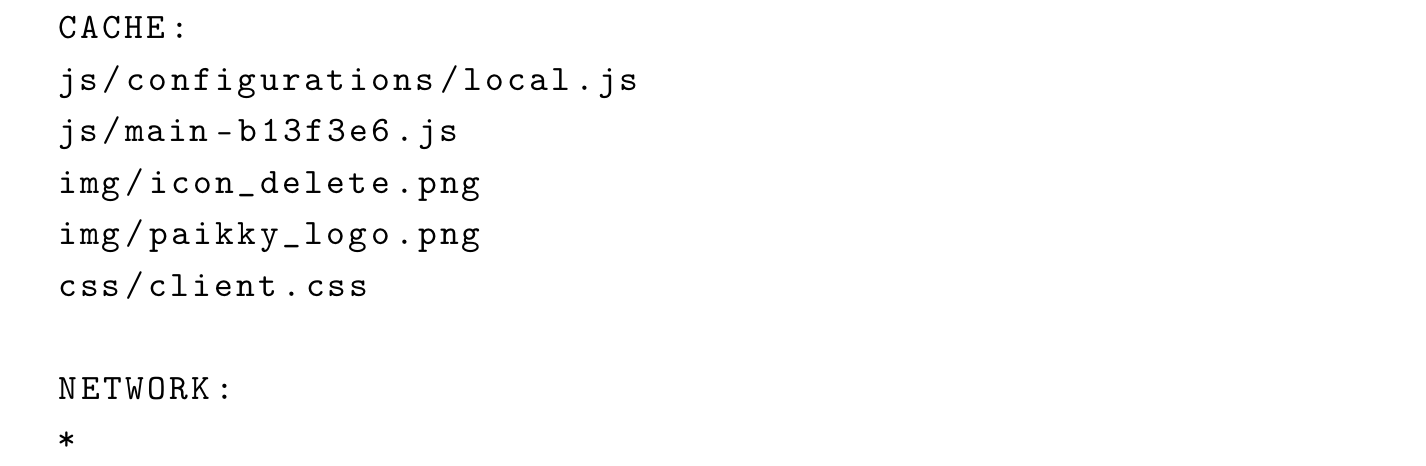 CACHE:
js/configurations/local.js
js/main-b13f3e6.js
img/icon_delete.png
img/paikky_logo.png
css/client.css

NETWORK:
*